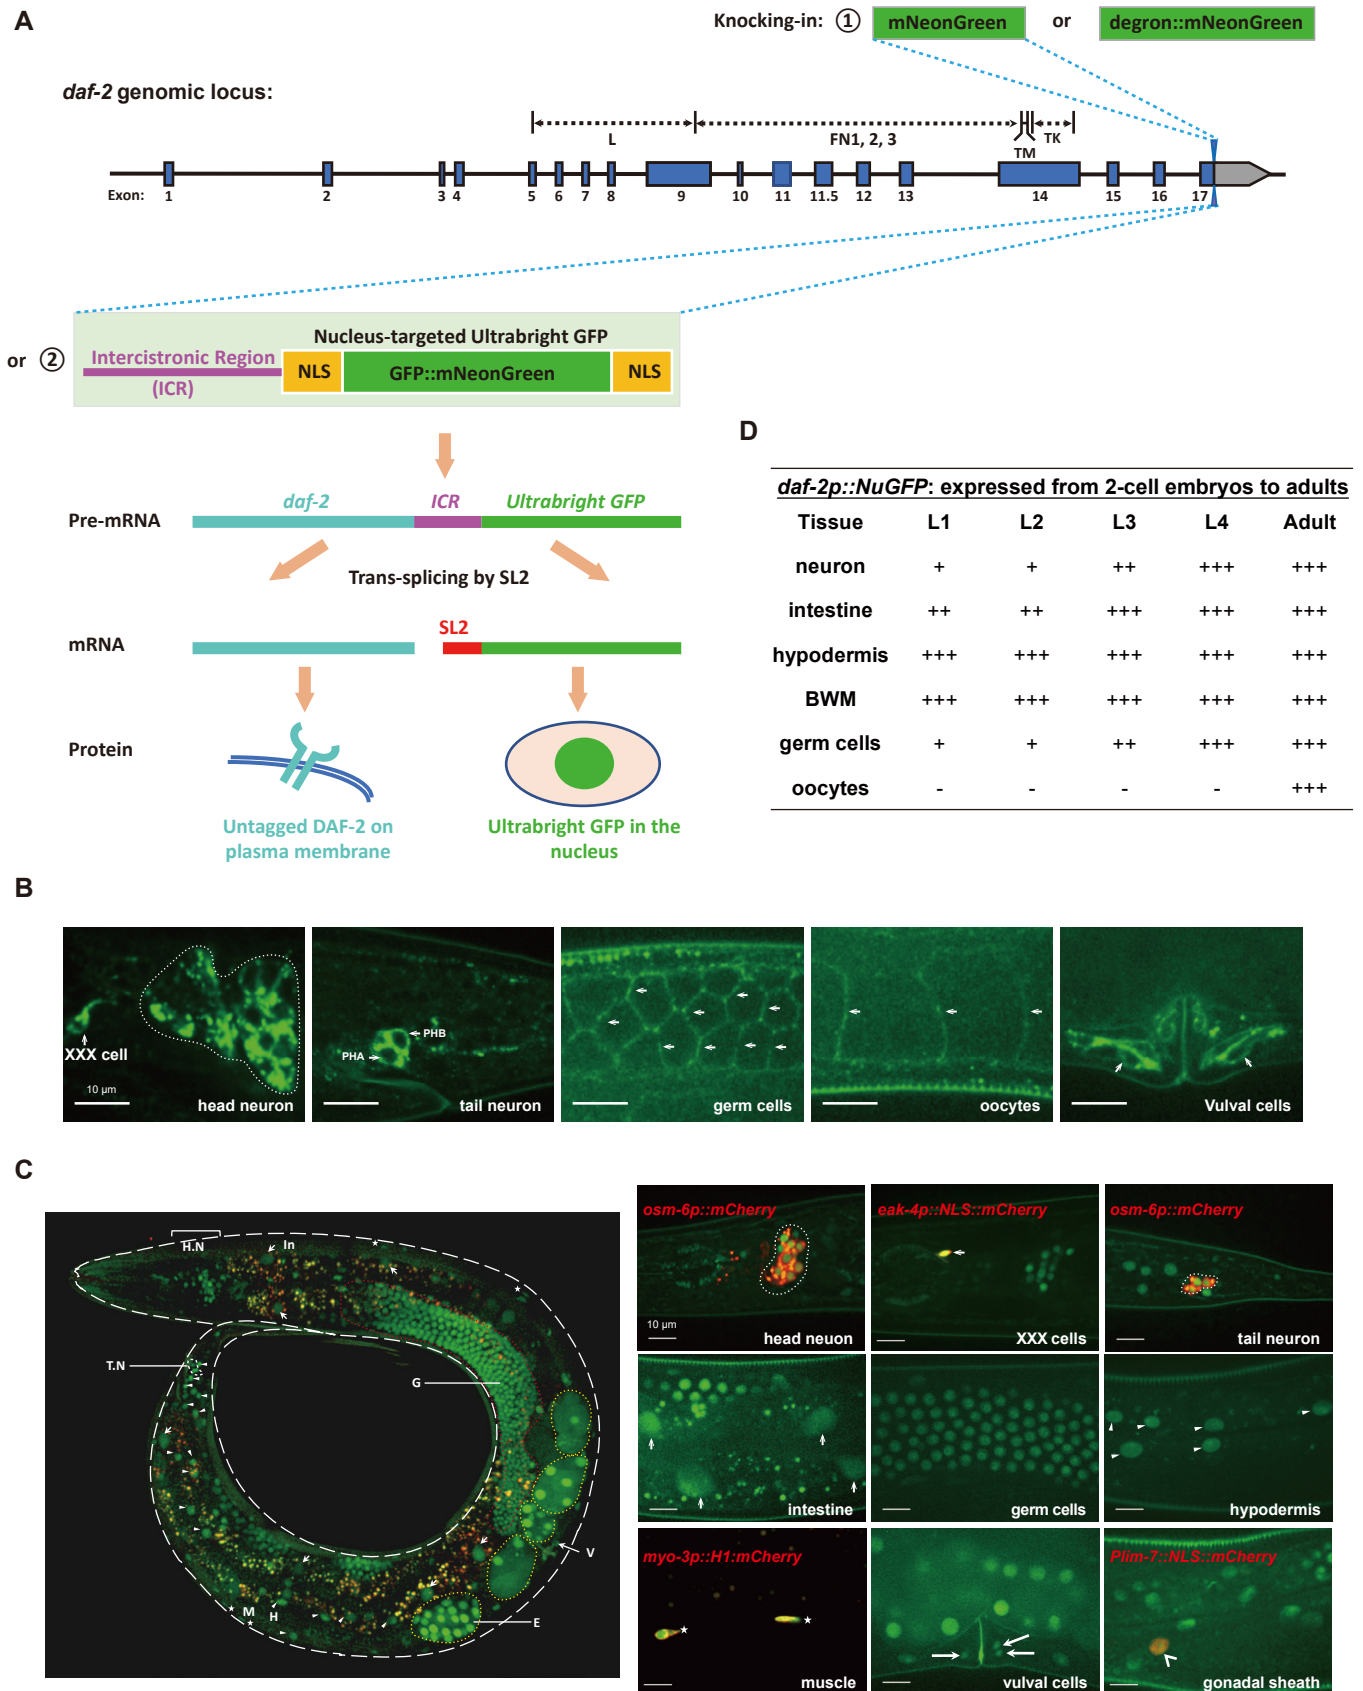 A
Knocking-in: ① mNeonGreen or degron::mNeonGreen
daf-2 genomic locus:
L FN1, 2, 3 TM TK
Exon: 1 2 3 4 5 6 7 8 9 10 11 11.5 12 13 14 15 16 17
or ②
Nucleus-targeted Ultrabright GFP
Intercistronic Region
(ICR)
NLS GFP::mNeonGreen NLS
daf-2 ICR Ultrabright GFP
Pre-mRNA
Trans-splicing by SL2
SL2
mRNA
Protein
Untagged DAF-2 on
plasma membrane
Ultrabright GFP in the
nucleus
D
daf-2p::NuGFP: expressed from 2-cell embryos to adults
Tissue L1 L2 L3 L4 Adult
neuron + + ++ +++ +++
intestine ++ ++ +++ +++ +++
hypodermis +++ +++ +++ +++ +++
BWM +++ +++ +++ +++ +++
germ cells + + ++ +++ +++
oocytes - - - - +++
B
XXX cell
10 µm
head neuron
PHB
PHA
tail neuron
germ cells
oocytes
Vulval cells
C
H.N
In
T.N
G
V
M
H
E
osm-6p::mCherry
10 µm
head neuon
eak-4p::NLS::mCherry
XXX cells
osm-6p::mCherry
tail neuron
intestine
germ cells
hypodermis
myo-3p::H1:mCherry
muscle
vulval cells
Plim-7::NLS::mCherry
gonadal sheath